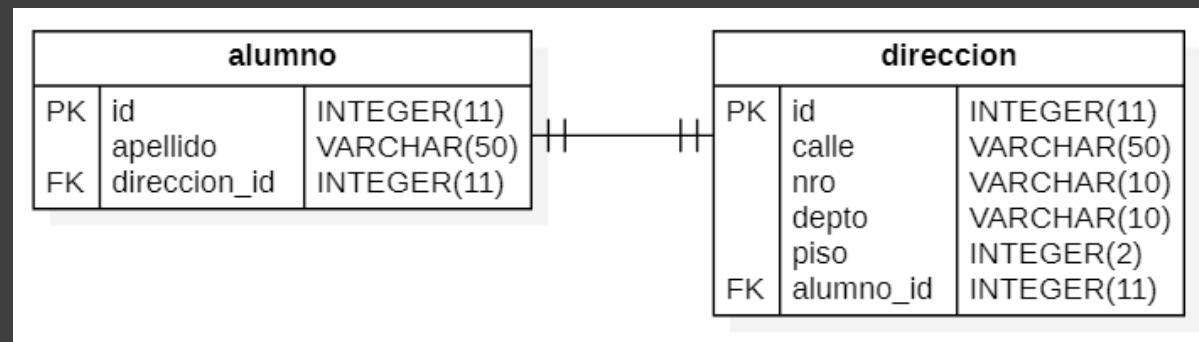 alumno
PK id INTEGER(11)
apellido VARCHAR(50)
FK direccion_id INTEGER(11)
direccion
PK id INTEGER(11)
calle VARCHAR(50)
nro VARCHAR(10)
depto VARCHAR(10)
piso INTEGER(2)
FK alumno_id INTEGER(11)